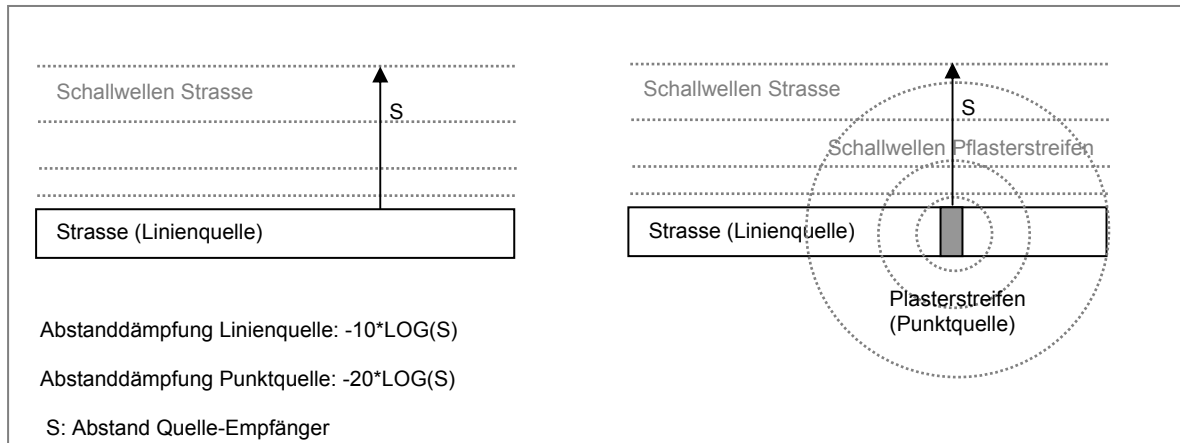 Schallwellen Strasse
S
Strasse (Linienquelle)
Abstanddämpfung Linienquelle: -10*LOG(S)
Abstanddämpfung Punktquelle: -20*LOG(S)
S: Abstand Quelle-Empfänger
Schallwellen Strasse
S
Schallwellen Pflasterstreifen
Strasse (Linienquelle)
Plasterstreifen
(Punktquelle)